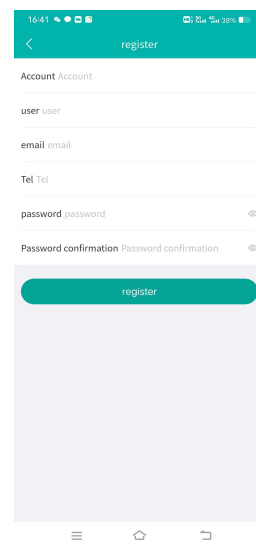 16:41 38%
register
Account Account
user user
email email
Tel Tel
password password
Password confirmation Password confirmation
register